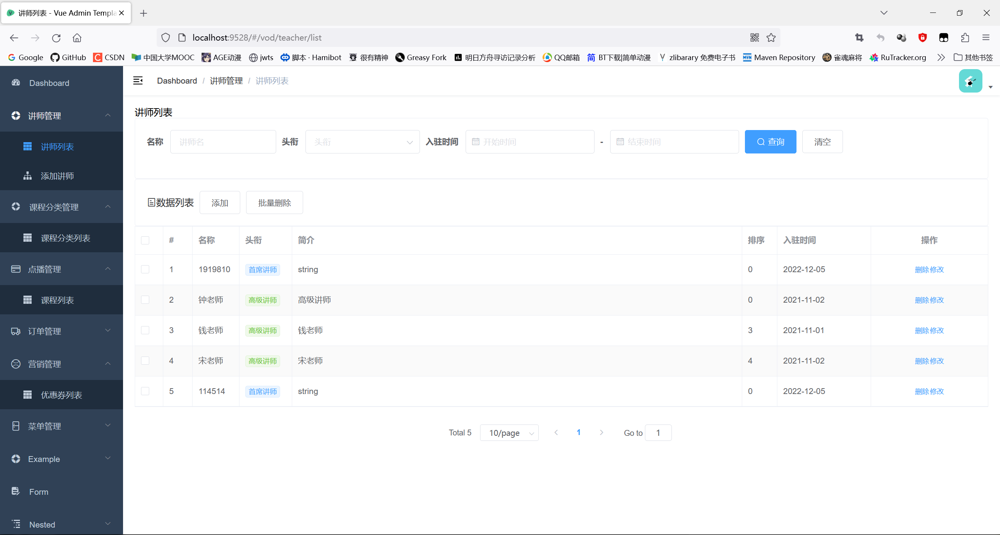 讲师列表 - Vue Admin Templa
localhost:9528/#/vod/teacher/list
Google GitHub CSDN 中国大学MOOC AGE动漫 jwts 脚本 · Hamibot 很有精神 Greasy Fork 明日方舟寻访记录分析 QQ邮箱 简 BT下载|简单动漫 zlibarary 免费电子书 MVN Maven Repository 雀魂麻将 RuTracker.org 其他书签
Dashboard
讲师管理
讲师列表
添加讲师
课程分类管理
课程分类列表
点播管理
课程列表
订单管理
营销管理
优惠券列表
菜单管理
Example
Form
Nested
Dashboard / 讲师管理 / 讲师列表
讲师列表
名称 讲师名 头衔 头衔 入驻时间 开始时间 - 结束时间 查询 清空
数据列表 添加 批量删除
# 名称 头衔 简介 排序 入驻时间 操作
1 1919810 首席讲师 string 0 2022-12-05 删除修改
2 钟老师 高级讲师 高级讲师 0 2021-11-02 删除修改
3 钱老师 高级讲师 钱老师 3 2021-11-01 删除修改
4 宋老师 高级讲师 宋老师 4 2021-11-02 删除修改
5 114514 首席讲师 string 0 2022-12-05 删除修改
Total 5 10/page 1 Go to 1